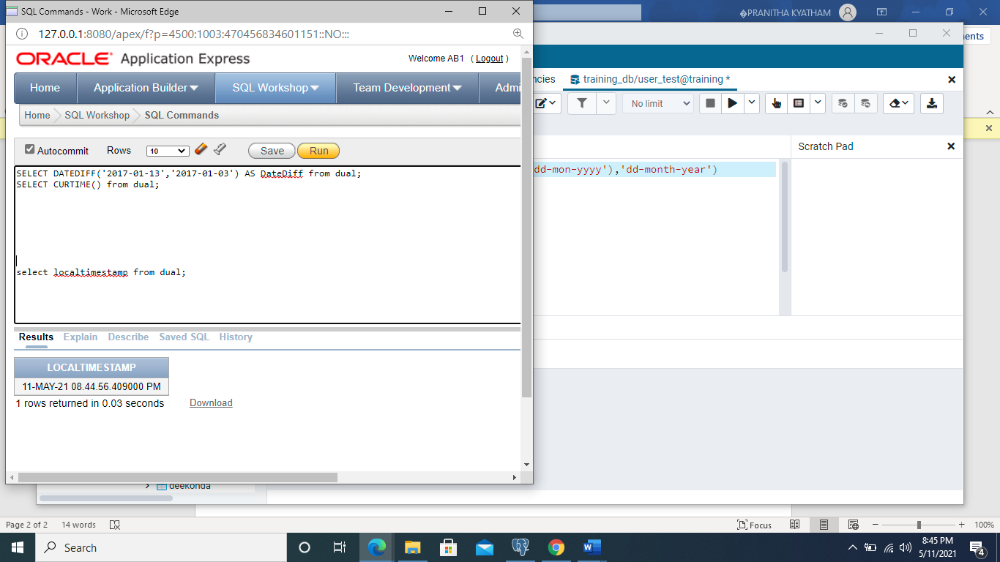 SQL Commands - Work - Microsoft Edge
127.0.0.1:8080/apex/f?p=4500:1003:470456834601151::NO:::
ORACLE Application Express
Welcome AB1 ( Logout )
Home
Application Builder
SQL Workshop
Team Development
Admi
Home
SQL Workshop
SQL Commands
Autocommit
Rows
10
Save
Run
SELECT DATEDIFF('2017-01-13','2017-01-03') AS DateDiff from dual;
SELECT CURTIME() from dual;
select localtimestamp from dual;
Results
Explain
Describe
Saved SQL
History
LOCALTIMESTAMP
11-MAY-21 08.44.56.409000 PM
1 rows returned in 0.03 seconds
Download
�PRANITHA KYATHAM
ents
ncies
training_db/user_test@training *
No limit
Scratch Pad
dd-mon-yyyy'),'dd-month-year')
deekonda
Page 2 of 2
14 words
Focus
100%
Search
8:45 PM
5/11/2021
4